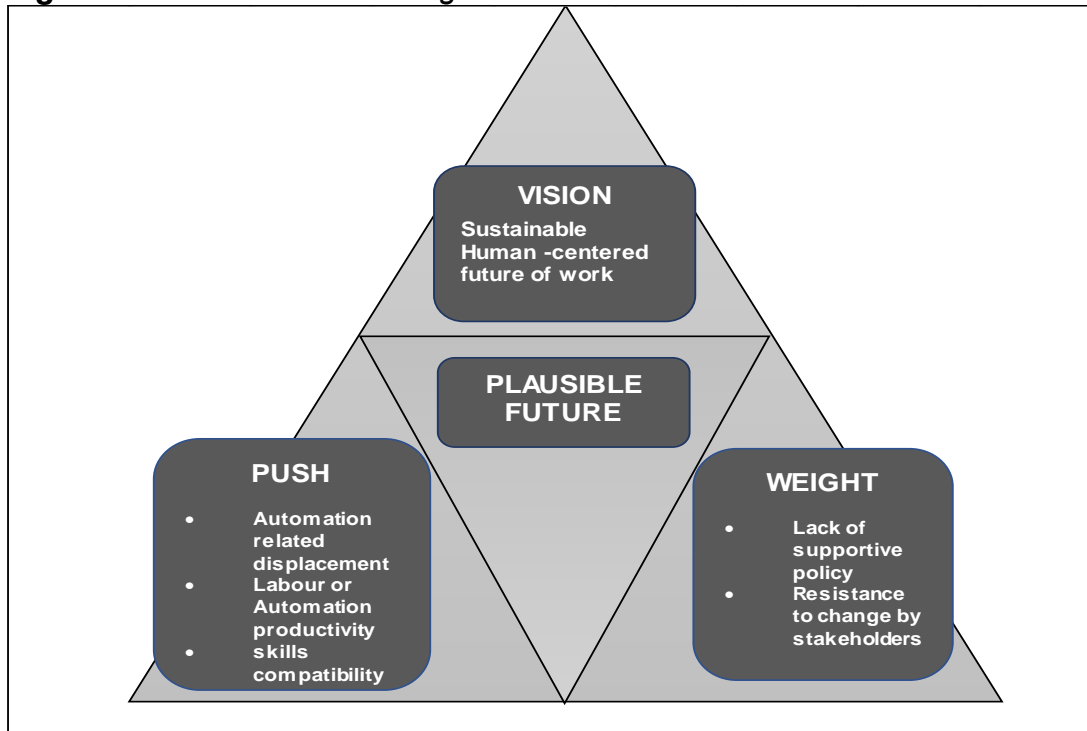 VISION
Sustainable
Human -centered
future of work
PLAUSIBLE
FUTURE
PUSH
• Automation
related
displacement
• Labour or
Automation
productivity
• skills
compatibility
WEIGHT
• Lack of
supportive
policy
• Resistance
to change by
stakeholders